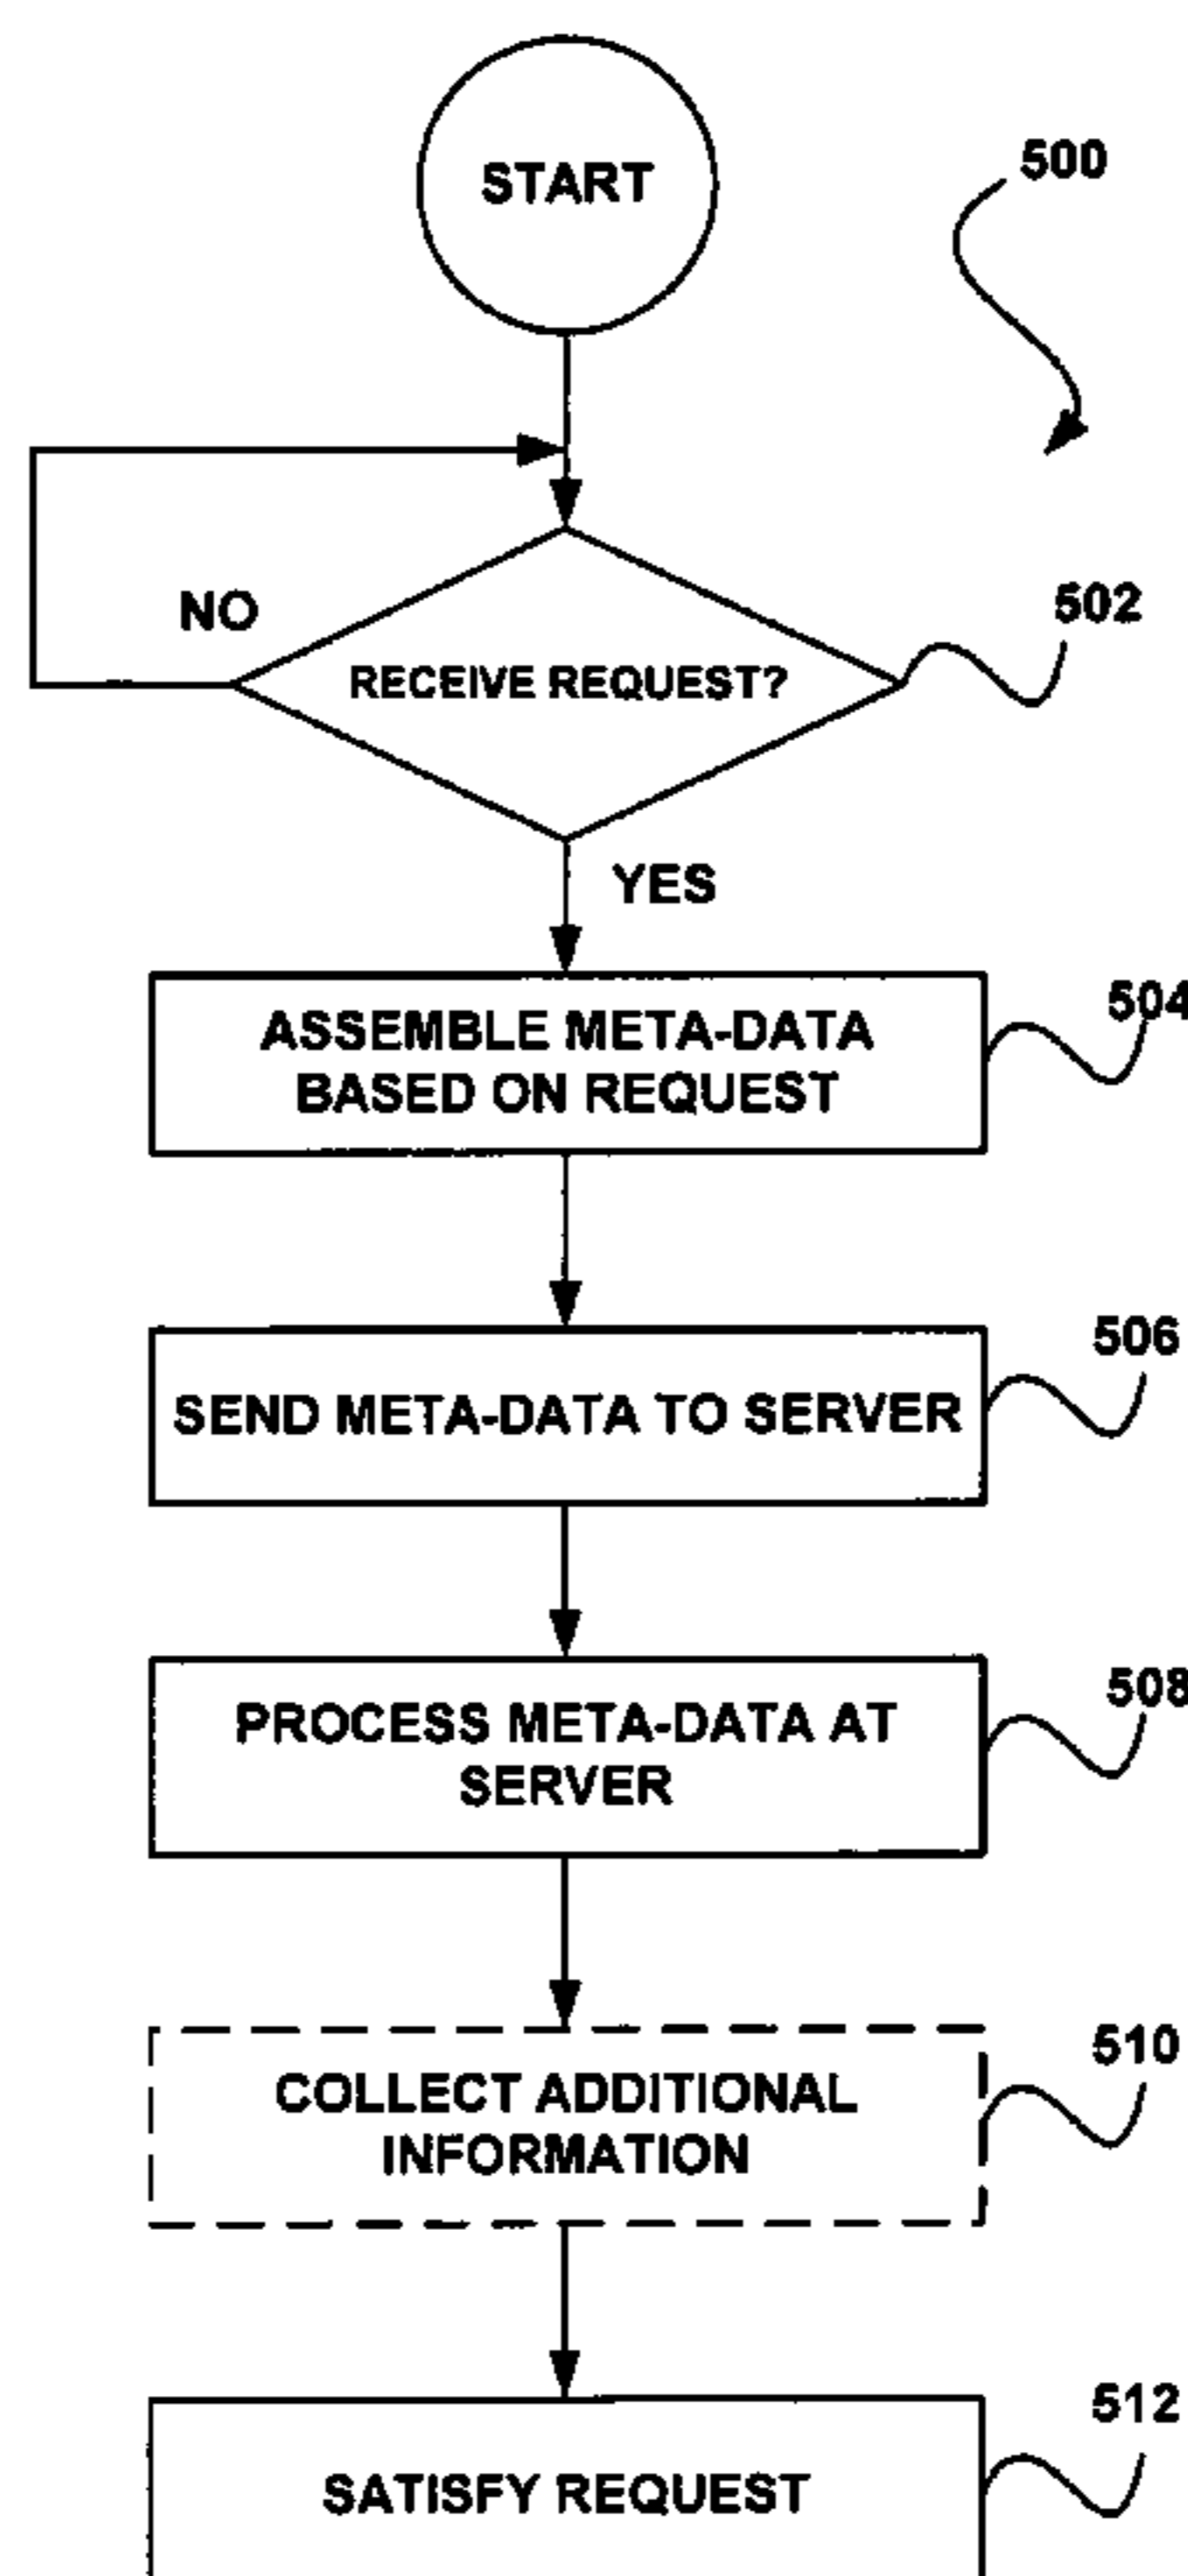 START
500
NO
RECEIVE REQUEST?
502
YES
ASSEMBLE META-DATA
BASED ON REQUEST
504
SEND META-DATA TO SERVER
506
PROCESS META-DATA AT
SERVER
508
COLLECT ADDITIONAL
INFORMATION
510
SATISFY REQUEST
512